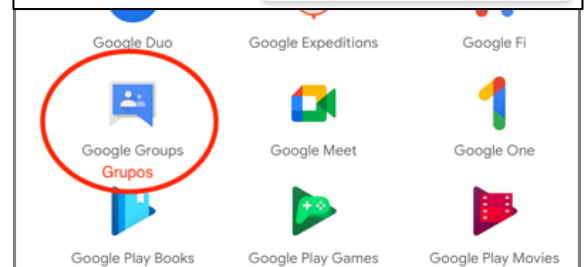 Google Duo
Google Expeditions
Google Fi
Google Groups
Google Meet
Google One
Grupos
Google Play Books
Google Play Games
Google Play Movies